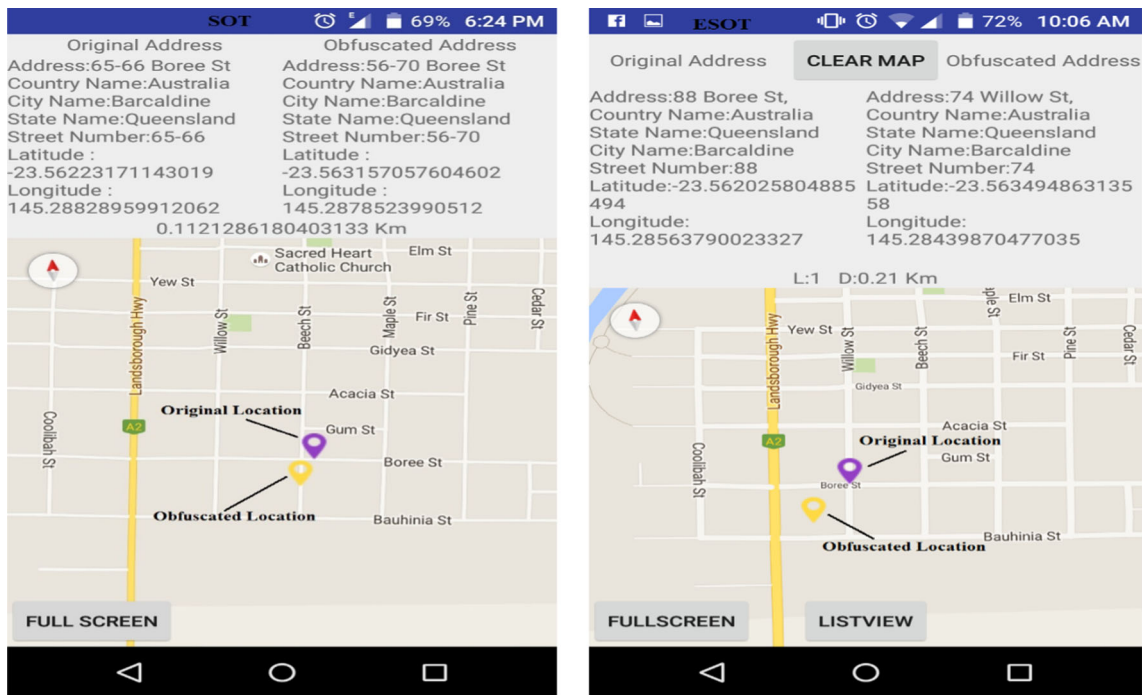 SOT
E
69% 6:24 PM
Original Address
Obfuscated Address
Address:65-66 Boree St
Country Name:Australia
City Name:Barcaldine
State Name:Queensland
Street Number:65-66
Latitude :
-23.56223171143019
Longitude :
145.28828959912062
Address:56-70 Boree St
Country Name:Australia
City Name:Barcaldine
State Name:Queensland
Street Number:56-70
Latitude :
-23.563157057604602
Longitude :
145.2878523990512
0.1121286180403133 Km
Sacred Heart
Catholic Church
Elm St
Yew St
Landsborough Hwy
Willow St
Beech St
Maple St
Fir St
Pine St
Cedar St
Gidyea St
Acacia St
Original Location
Coolibah St
A2
Gum St
Boree St
Obfuscated Location
Bauhinia St
FULL SCREEN
ESOT
72% 10:06 AM
Original Address
CLEAR MAP
Obfuscated Address
Address:88 Boree St,
Country Name:Australia
State Name:Queensland
City Name:Barcaldine
Street Number:88
Latitude:-23.562025804885
494
Longitude:
145.28563790023327
Address:74 Willow St,
Country Name:Australia
State Name:Queensland
City Name:Barcaldine
Street Number:74
Latitude:-23.563494863135
58
Longitude:
145.28439870477035
L:1 D:0.21 Km
ple St
Elm St
Landsborough Hwy
Yew St
Willow St
Beech St
Fir St
Pine St
Cedar St
Gidyea St
Acacia St
A2
Original Location
Coolibah St
Gum St
Boree St
Bauhinia St
Obfuscated Location
FULLSCREEN
LISTVIEW